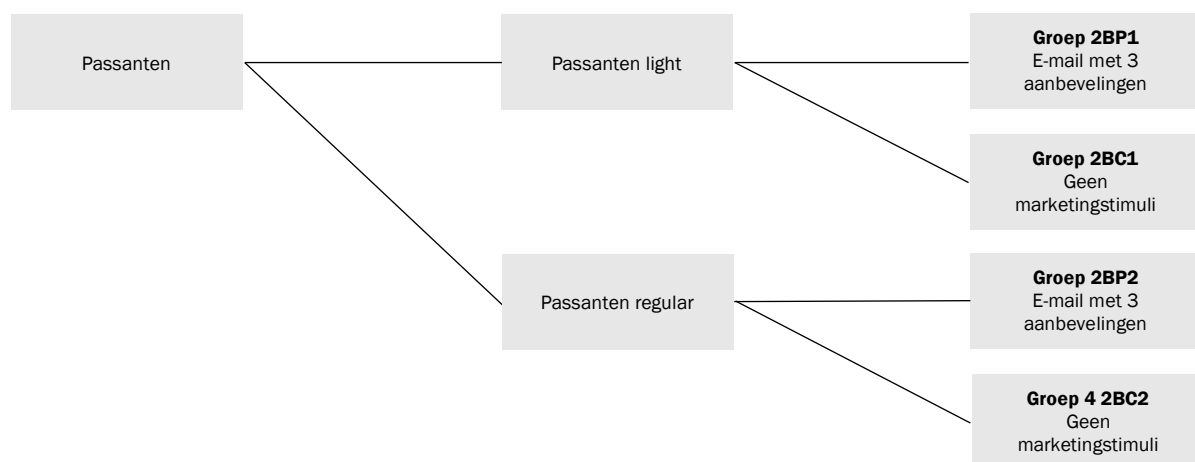 Passanten
Passanten light
Groep 2BP1
E-mail met 3
aanbevelingen
Groep 2BC1
Geen
marketingstimuli
Passanten regular
Groep 2BP2
E-mail met 3
aanbevelingen
Groep 4 2BC2
Geen
marketingstimuli